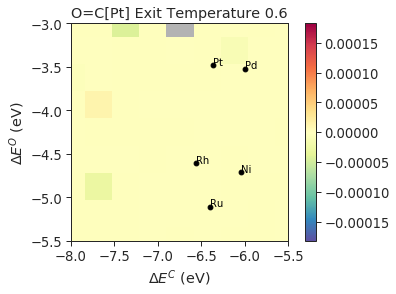 O=C[Pt] Exit Temperature 0.6
−3.0
−3.5
−4.0
−4.5
−5.0
−5.5
ΔE^O (eV)
Pt
Pd
Rh
Ni
Ru
−8.0 −7.5 −7.0 −6.5 −6.0 −5.5
ΔE^C (eV)
0.00015
0.00010
0.00005
0.00000
−0.00005
−0.00010
−0.00015